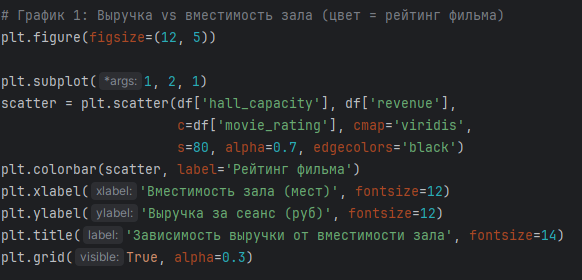 # График 1: Выручка vs вместимость зала (цвет = рейтинг фильма)
plt.figure(figsize=(12, 5))
plt.subplot( *args: 1, 2, 1)
scatter = plt.scatter(df['hall_capacity'], df['revenue'],
c=df['movie_rating'], cmap='viridis',
s=80, alpha=0.7, edgecolors='black')
plt.colorbar(scatter, label='Рейтинг фильма')
plt.xlabel( xlabel: 'Вместимость зала (мест)', fontsize=12)
plt.ylabel( ylabel: 'Выручка за сеанс (руб)', fontsize=12)
plt.title( label: 'Зависимость выручки от вместимости зала', fontsize=14)
plt.grid( visible: True, alpha=0.3)